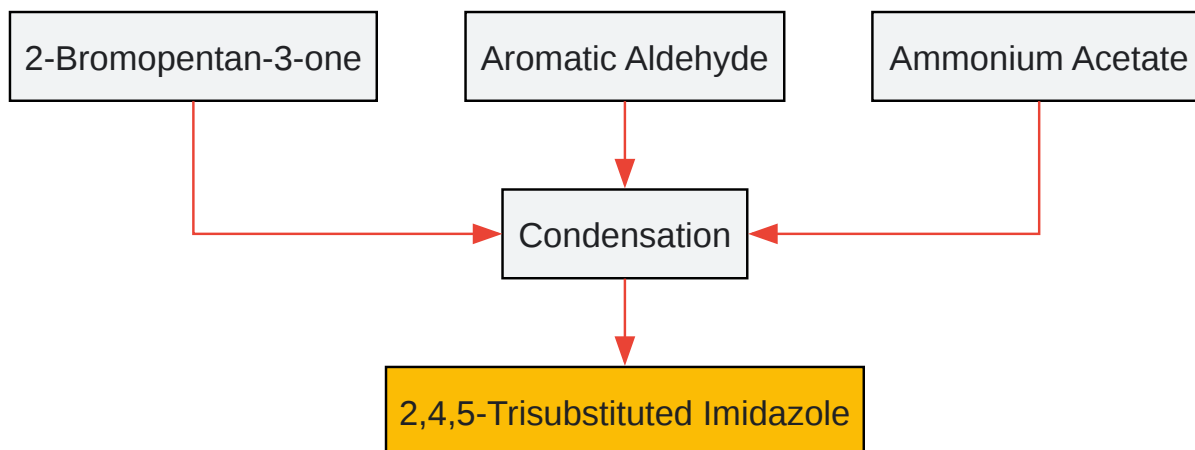 2-Bromopentan-3-one
Aromatic Aldehyde
Ammonium Acetate
Condensation
2,4,5-Trisubstituted Imidazole